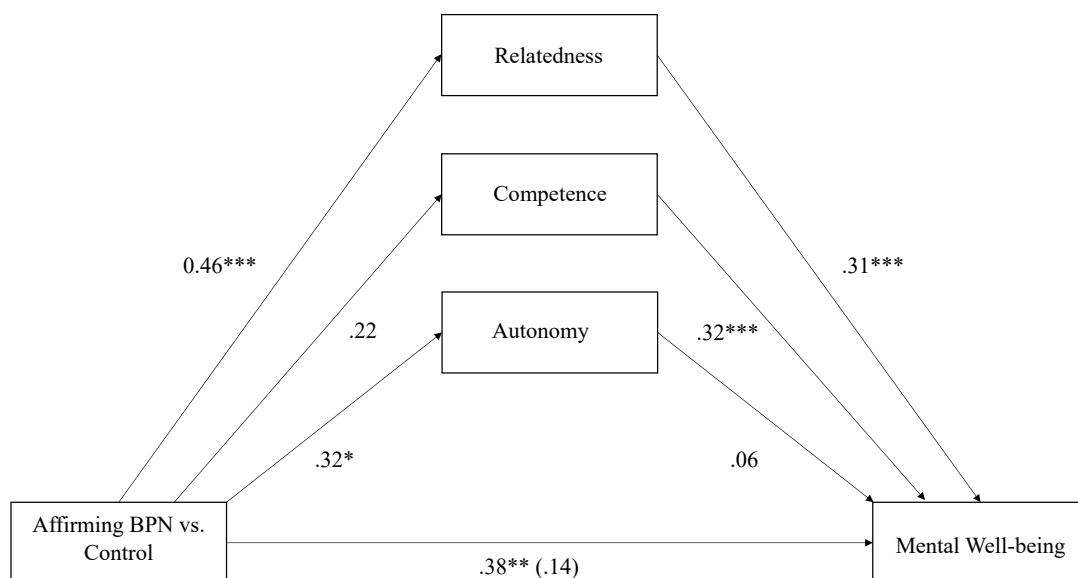 Relatedness
Competence
0.46***
.31***
.22
Autonomy
.32***
.32*
.06
Affirming BPN vs.
Control
Mental Well-being
.38** (.14)